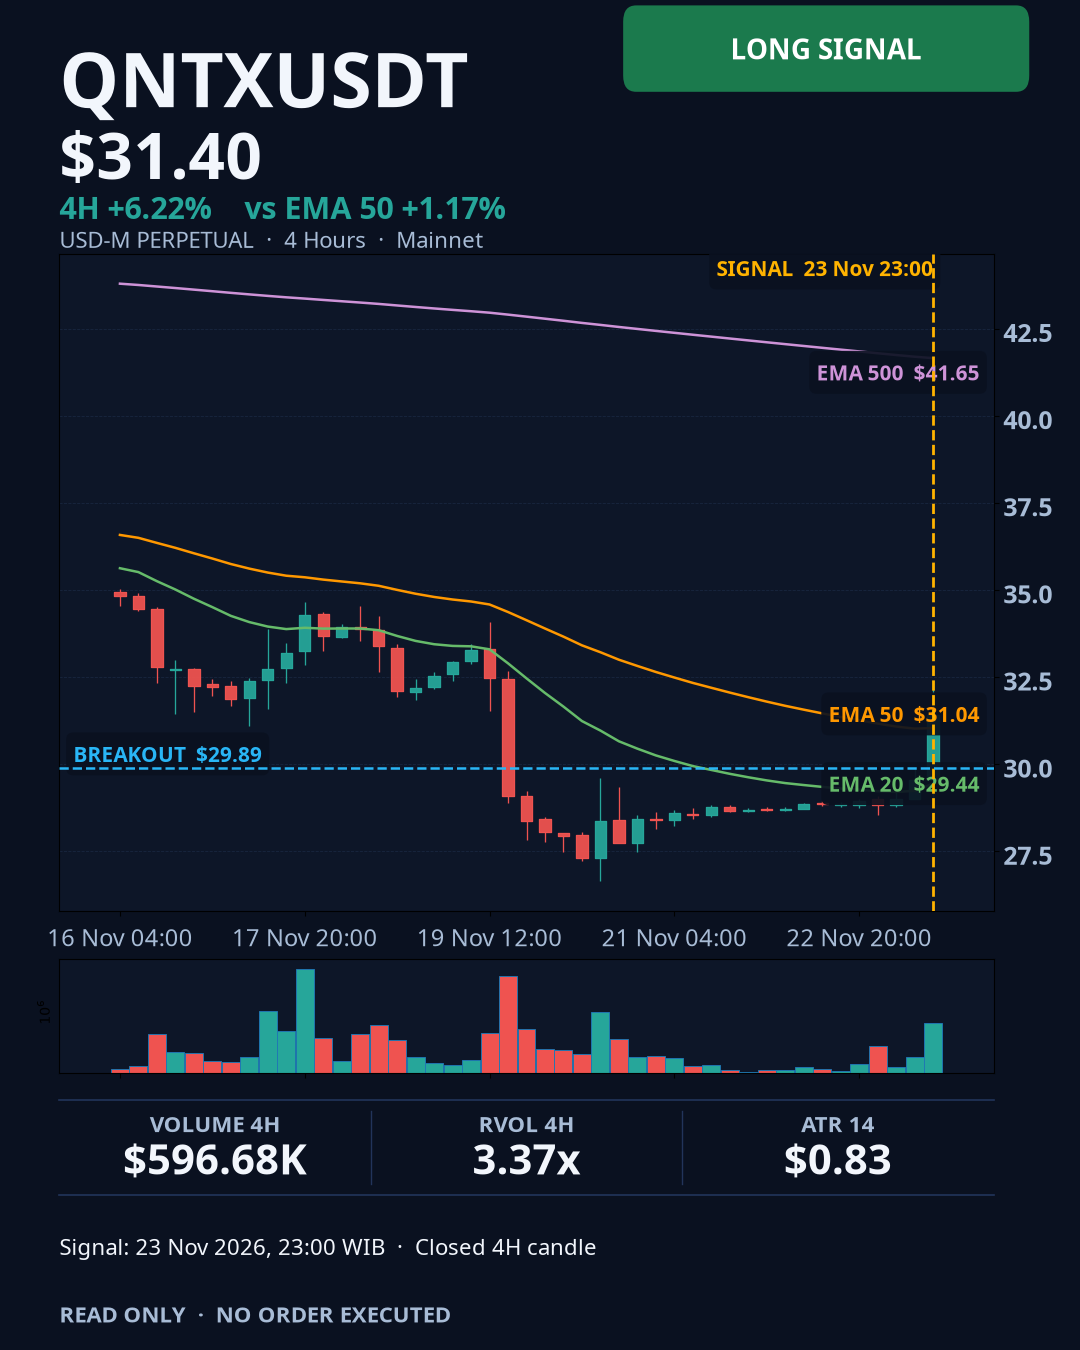 LONG SIGNAL
QNTXUSDT
$31.40
4H +6.22% vs EMA 50 +1.17%
USD-M PERPETUAL · 4 Hours · Mainnet
SIGNAL 23 Nov 23:00
42.5
EMA 500 $41.65
40.0
37.5
35.0
32.5
EMA 50 $31.04
BREAKOUT $29.89
30.0
EMA 20 $29.44
27.5
16 Nov 04:00 17 Nov 20:00 19 Nov 12:00 21 Nov 04:00 22 Nov 20:00
10⁶
VOLUME 4H RVOL 4H ATR 14
$596.68K 3.37x $0.83
Signal: 23 Nov 2026, 23:00 WIB · Closed 4H candle
READ ONLY · NO ORDER EXECUTED